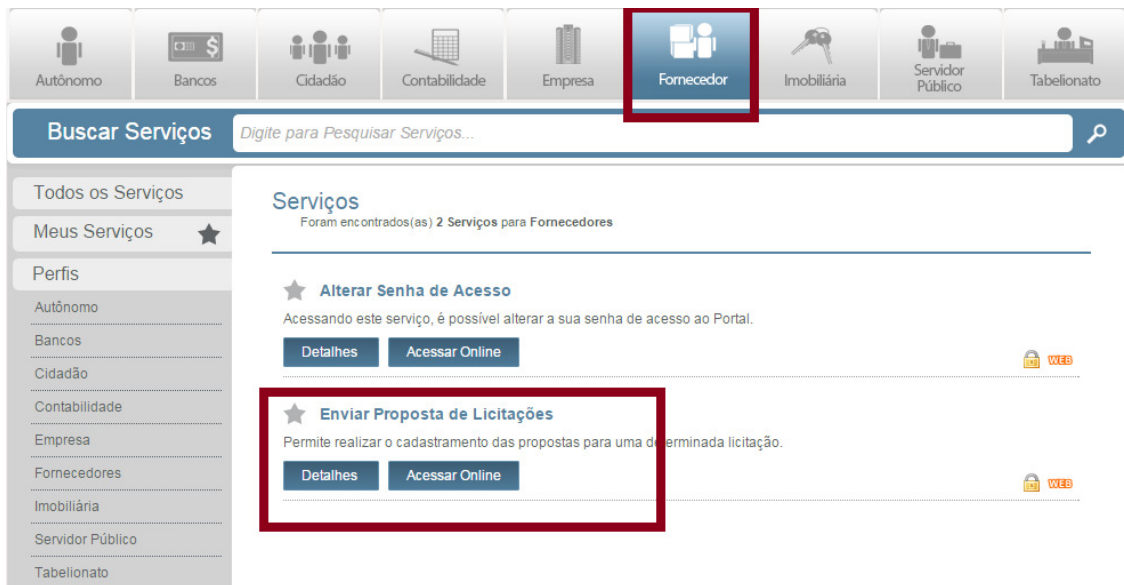 Autônomo
Bancos
Cidadão
Contabilidade
Empresa
Fornecedor
Imobiliária
Servidor
Público
Tabelionato
Buscar Serviços
Digite para Pesquisar Serviços...
Todos os Serviços
Meus Serviços
Perfis
Autônomo
Bancos
Cidadão
Contabilidade
Empresa
Fornecedores
Imobiliária
Servidor Público
Tabelionato
Serviços
Foram encontrados(as) 2 Serviços para Fornecedores
Alterar Senha de Acesso
Acessando este serviço, é possível alterar a sua senha de acesso ao Portal.
Detalhes Acessar Online
WEB
Enviar Proposta de Licitações
Permite realizar o cadastramento das propostas para uma determinada licitação.
Detalhes Acessar Online
WEB